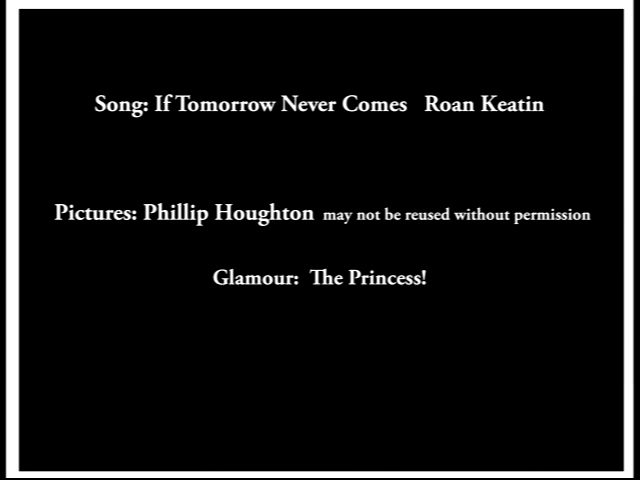 Song: If Tomorrow Never Comes Roan Keatin
Pictures: Phillip Houghton may not be reused without permission
Glamour: The Princess!